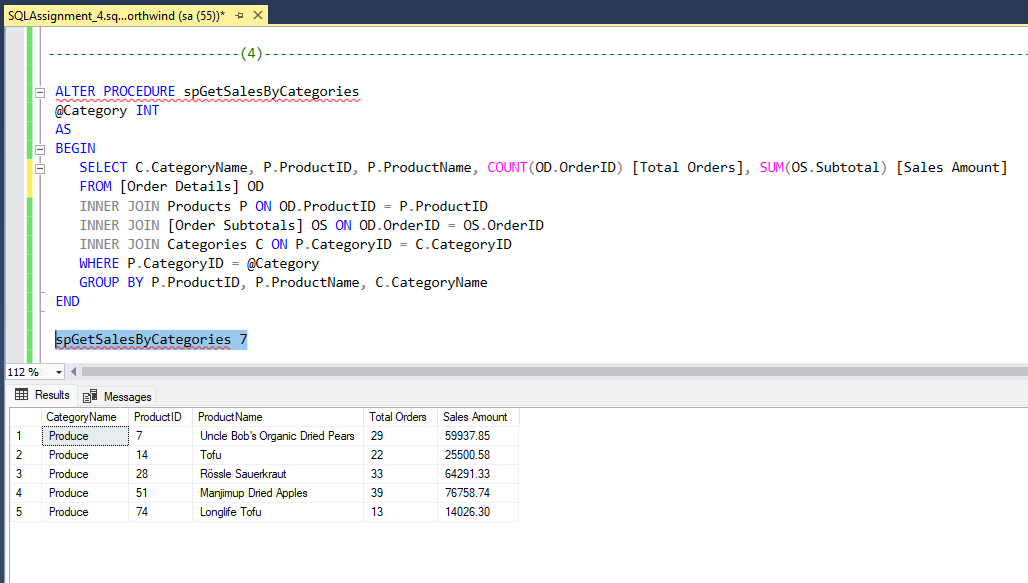 SQLAssignment_4.sq...orthwind (sa (55))*
------------------------(4)------------------------------------------------------------------------------------------------
ALTER PROCEDURE spGetSalesByCategories
@Category INT
AS
BEGIN
SELECT C.CategoryName, P.ProductID, P.ProductName, COUNT(OD.OrderID) [Total Orders], SUM(OS.Subtotal) [Sales Amount]
FROM [Order Details] OD
INNER JOIN Products P ON OD.ProductID = P.ProductID
INNER JOIN [Order Subtotals] OS ON OD.OrderID = OS.OrderID
INNER JOIN Categories C ON P.CategoryID = C.CategoryID
WHERE P.CategoryID = @Category
GROUP BY P.ProductID, P.ProductName, C.CategoryName
END
spGetSalesByCategories 7
112 %
Results Messages
CategoryName ProductID ProductName Total Orders Sales Amount
1 Produce 7 Uncle Bob's Organic Dried Pears 29 59937.85
2 Produce 14 Tofu 22 25500.58
3 Produce 28 Rössle Sauerkraut 33 64291.33
4 Produce 51 Manjimup Dried Apples 39 76758.74
5 Produce 74 Longlife Tofu 13 14026.30